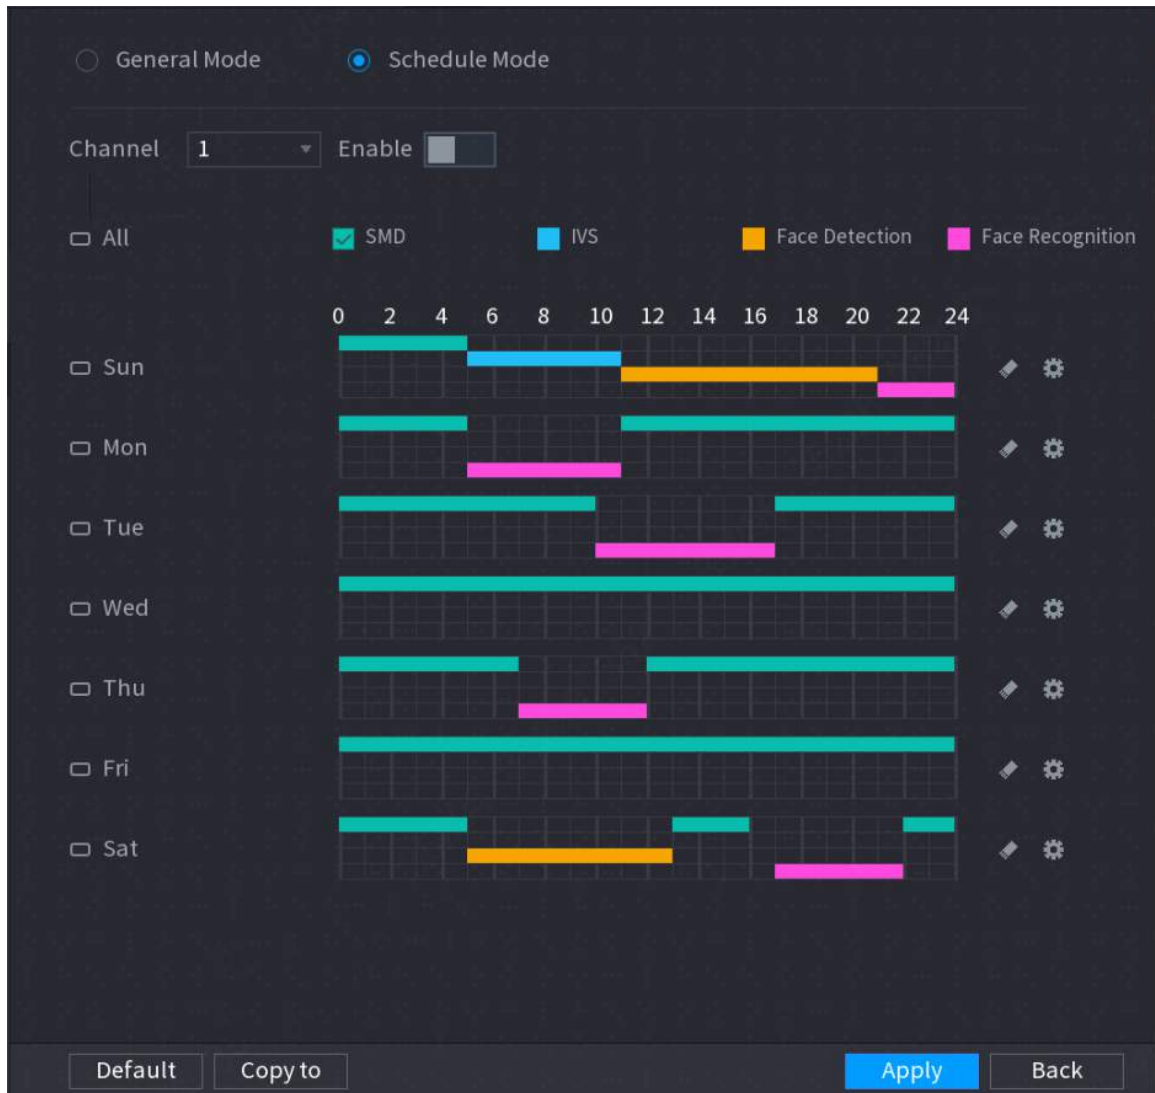 General Mode Schedule Mode
Channel 1 Enable
All SMD IVS Face Detection Face Recognition
0 2 4 6 8 10 12 14 16 18 20 22 24
Sun
Mon
Tue
Wed
Thu
Fri
Sat
Default Copy to Apply Back